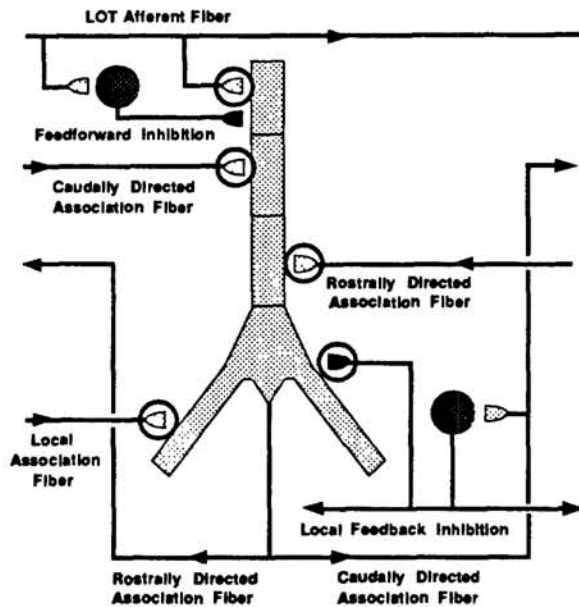 LOT Afferent Fiber
Feedforward Inhibition
Caudally Directed
Association Fiber
Rostrally Directed
Association Fiber
Local
Association
Fiber
Local Feedback Inhibition
Rostrally Directed
Association Fiber
Caudally Directed
Association Fiber